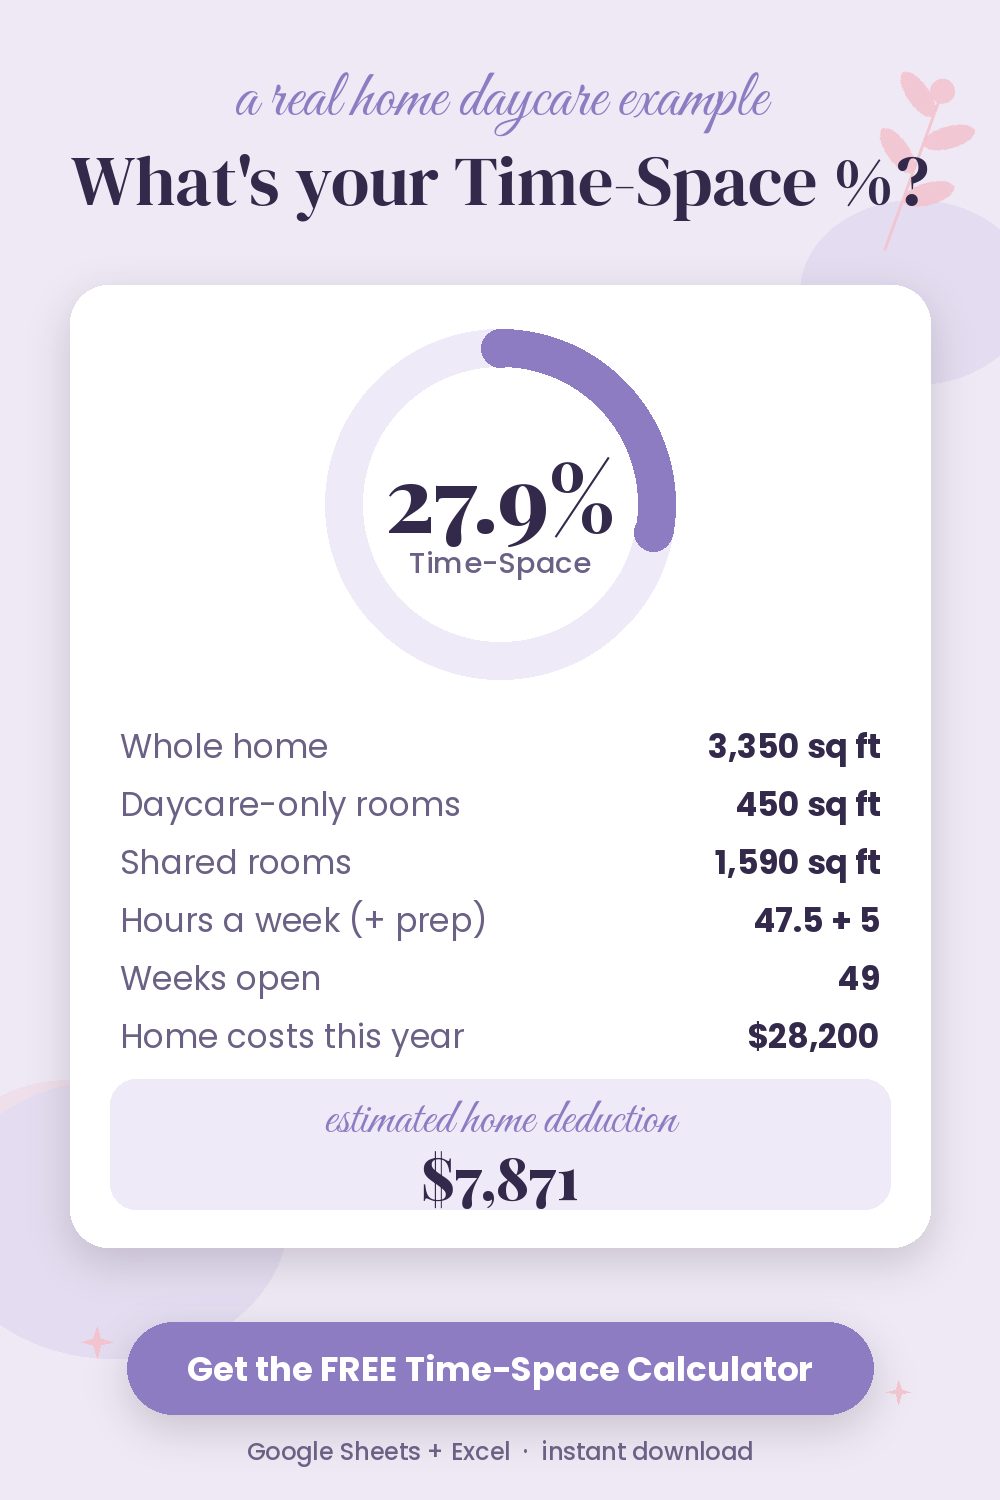 a real home daycare example
What's your Time-Space %?
27.9%
Time-Space
Whole home 3,350 sq ft
Daycare-only rooms 450 sq ft
Shared rooms 1,590 sq ft
Hours a week (+ prep) 47.5 + 5
Weeks open 49
Home costs this year $28,200
estimated home deduction
$7,871
Get the FREE Time-Space Calculator
Google Sheets + Excel · instant download